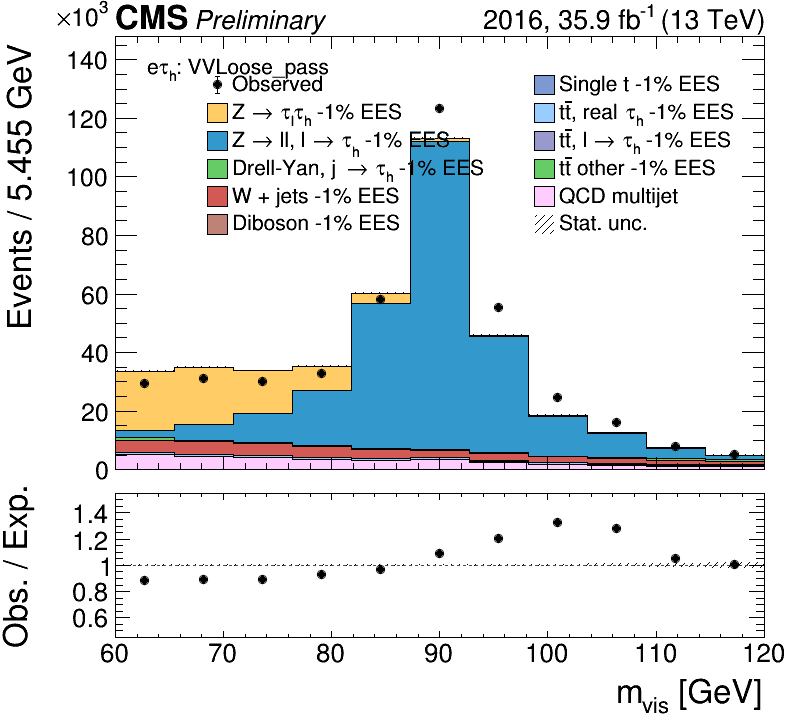 ×10³ CMS Preliminary 2016, 35.9 fb⁻¹ (13 TeV)
eτₕ: VVLoose_pass
Observed
Z → τₗτₕ -1% EES
Z → ll, l → τₕ -1% EES
Drell-Yan, j → τₕ -1% EES
W + jets -1% EES
Diboson -1% EES
Single t -1% EES
tt̄, real τₕ -1% EES
tt̄, l → τₕ -1% EES
tt̄ other -1% EES
QCD multijet
Stat. unc.
Events / 5.455 GeV
140
120
100
80
60
40
20
0
Obs. / Exp.
1.4
1.2
1
0.8
0.6
60 70 80 90 100 110 120
m_vis [GeV]